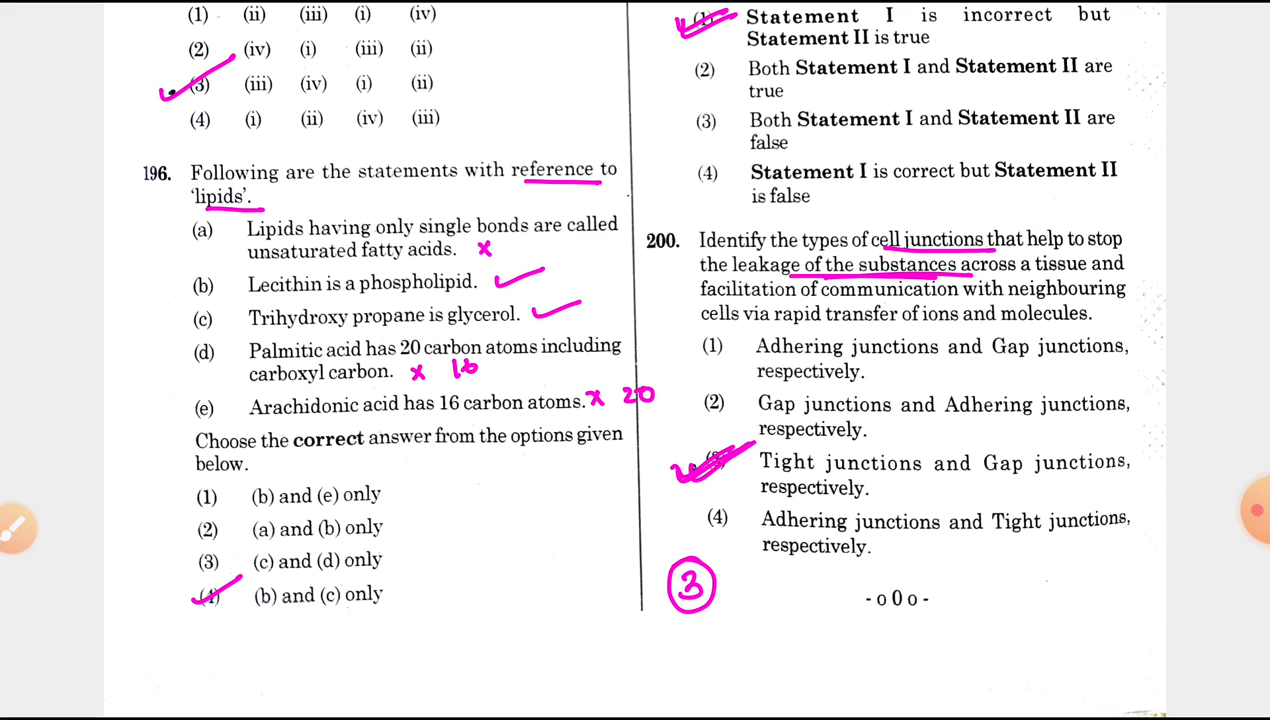 (1) (ii) (iii) (i) (iv)
(2) (iv) (i) (iii) (ii)
(3) (iii) (iv) (i) (ii)
(4) (i) (ii) (iv) (iii)
196. Following are the statements with reference to
‘lipids’.
(a) Lipids having only single bonds are called
unsaturated fatty acids. x
(b) Lecithin is a phospholipid.
(c) Trihydroxy propane is glycerol.
(d) Palmitic acid has 20 carbon atoms including
carboxyl carbon. x 16
(e) Arachidonic acid has 16 carbon atoms. x 20
Choose the correct answer from the options given
below.
(1) (b) and (e) only
(2) (a) and (b) only
(3) (c) and (d) only
(4) (b) and (c) only
(1) Statement I is incorrect but
Statement II is true
(2) Both Statement I and Statement II are
true
(3) Both Statement I and Statement II are
false
(4) Statement I is correct but Statement II
is false
200. Identify the types of cell junctions that help to stop
the leakage of the substances across a tissue and
facilitation of communication with neighbouring
cells via rapid transfer of ions and molecules.
(1) Adhering junctions and Gap junctions,
respectively.
(2) Gap junctions and Adhering junctions,
respectively.
(3) Tight junctions and Gap junctions,
respectively.
(4) Adhering junctions and Tight junctions,
respectively.
3
- o 0 o -